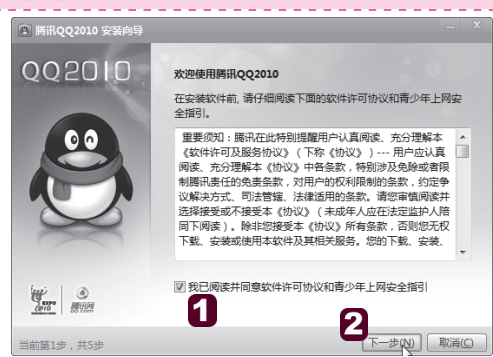 腾讯QQ2010 安装向导
QQ2010
欢迎使用腾讯QQ2010
在安装软件前, 请仔细阅读下面的软件许可协议和青少年上网安
全指引。
重要须知：腾讯在此特别提醒用户认真阅读、充分理解本
《软件许可及服务协议》（下称《协议》）--- 用户应认真
阅读、充分理解本《协议》中各条款，特别涉及免除或者限
制腾讯责任的免责条款，对用户的权利限制的条款，约定争
议解决方式、司法管辖、法律适用的条款。请您审慎阅读并
选择接受或不接受本《协议》（未成年人应在法定监护人陪
同下阅读）。除非您接受本《协议》所有条款，否则您无权
下载、安装或使用本软件及其相关服务。您的下载、安装、
我已阅读并同意软件许可协议和青少年上网安全指引
1
2
EXPO
2010
腾讯网
QQ.com
当前第1步，共5步
下一步(N)
取消(C)